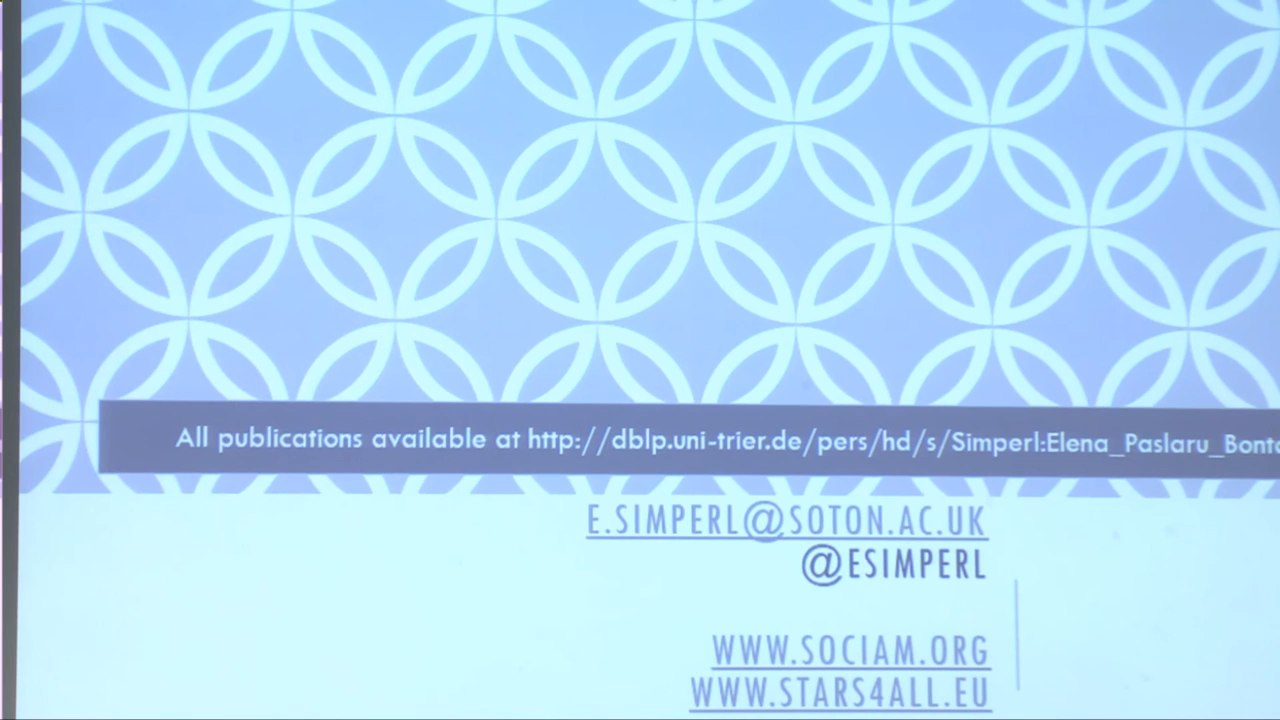 All publications available at http://dblp.uni-trier.de/pers/hd/s/Simperl:Elena_Paslaru_Bont
E.SIMPERL@SOTON.AC.UK
@ESIMPERL
WWW.SOCIAM.ORG
WWW.STARS4ALL.EU